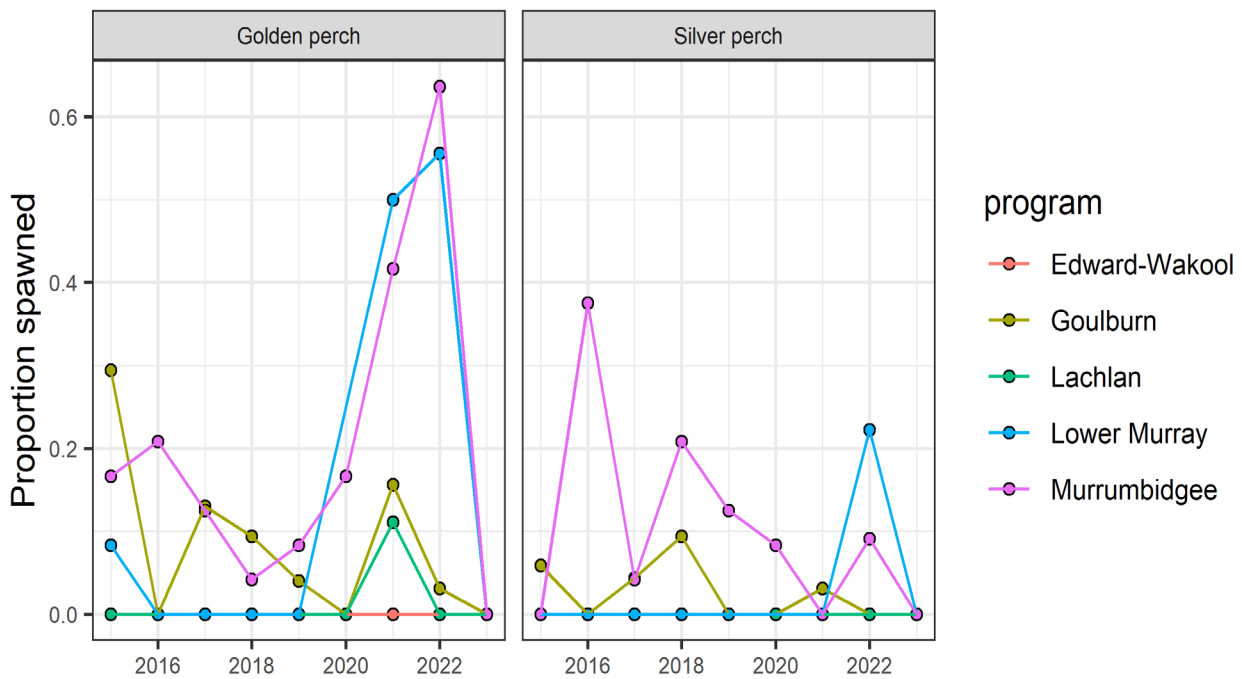 Golden perch
Silver perch
Proportion spawned
0.6
0.4
0.2
0.0
2016 2018 2020 2022
2016 2018 2020 2022
program
Edward-Wakool
Goulburn
Lachlan
Lower Murray
Murrumbidgee